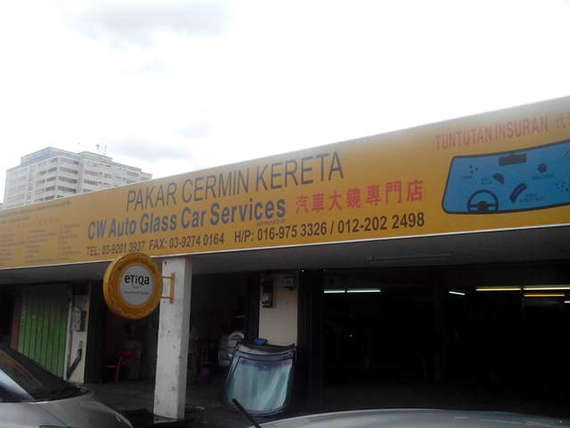 PAKAR CERMIN KERETA
CW Auto Glass Car Services 汽車大鏡專門店
TEL: 03-9201 3937 FAX: 03-9274 0164 H/P: 016-975 3326 / 012-202 2498
TUNTUTAN INSURAN
eTiQa